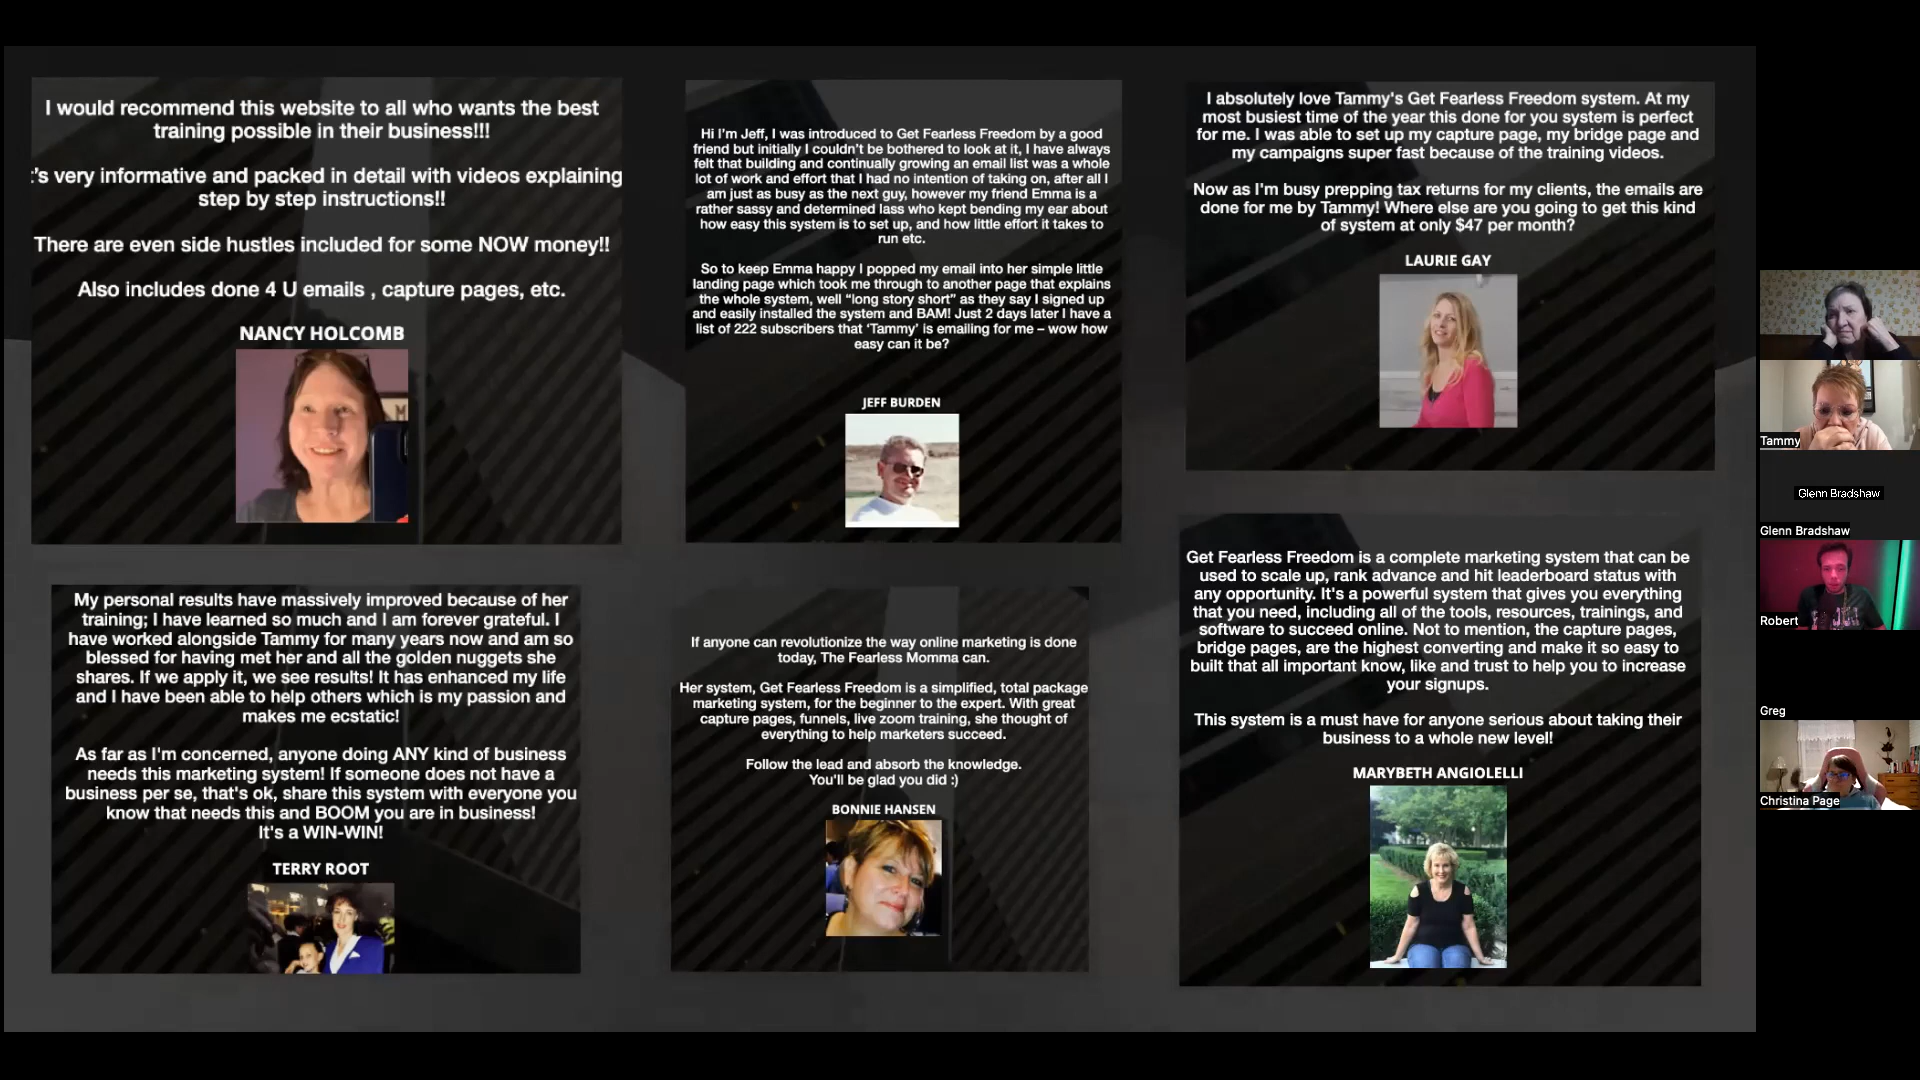 I would recommend this website to all who wants the best
training possible in their business!!!
t's very informative and packed in detail with videos explaining
step by step instructions!!
There are even side hustles included for some NOW money!!
Also includes done 4 U emails , capture pages, etc.
NANCY HOLCOMB
Hi I'm Jeff, I was introduced to Get Fearless Freedom by a good
friend but initially I couldn't be bothered to look at it, I have always
felt that building and continually growing an email list was a whole
lot of work and effort that I had no intention of taking on, after all I
am just as busy as the next guy, however my friend Emma is a
rather sassy and determined lass who kept bending my ear about
how easy this system is to set up, and how little effort it takes to
run etc.
So to keep Emma happy I popped my email into her simple little
landing page which took me through to another page that explains
the whole system, well “long story short” as they say I signed up
and easily installed the system and BAM! Just 2 days later I have a
list of 222 subscribers that ‘Tammy’ is emailing for me – wow how
easy can it be?
JEFF BURDEN
I absolutely love Tammy's Get Fearless Freedom system. At my
most busiest time of the year this done for you system is perfect
for me. I was able to set up my capture page, my bridge page and
my campaigns super fast because of the training videos.
Now as I'm busy prepping tax returns for my clients, the emails are
done for me by Tammy! Where else are you going to get this kind
of system at only $47 per month?
LAURIE GAY
My personal results have massively improved because of her
training; I have learned so much and I am forever grateful. I
have worked alongside Tammy for many years now and am so
blessed for having met her and all the golden nuggets she
shares. If we apply it, we see results! It has enhanced my life
and I have been able to help others which is my passion and
makes me ecstatic!
As far as I'm concerned, anyone doing ANY kind of business
needs this marketing system! If someone does not have a
business per se, that's ok, share this system with everyone you
know that needs this and BOOM you are in business!
It's a WIN-WIN!
TERRY ROOT
If anyone can revolutionize the way online marketing is done
today, The Fearless Momma can.
Her system, Get Fearless Freedom is a simplified, total package
marketing system, for the beginner to the expert. With great
capture pages, funnels, live zoom training, she thought of
everything to help marketers succeed.
Follow the lead and absorb the knowledge.
You'll be glad you did :)
BONNIE HANSEN
Get Fearless Freedom is a complete marketing system that can be
used to scale up, rank advance and hit leaderboard status with
any opportunity. It's a powerful system that gives you everything
that you need, including all of the tools, resources, trainings, and
software to succeed online. Not to mention, the capture pages,
bridge pages, are the highest converting and make it so easy to
built that all important know, like and trust to help you to increase
your signups.
This system is a must have for anyone serious about taking their
business to a whole new level!
MARYBETH ANGIOLELLI
Tammy
Glenn Bradshaw
Glenn Bradshaw
Robert
Greg
Christina Page